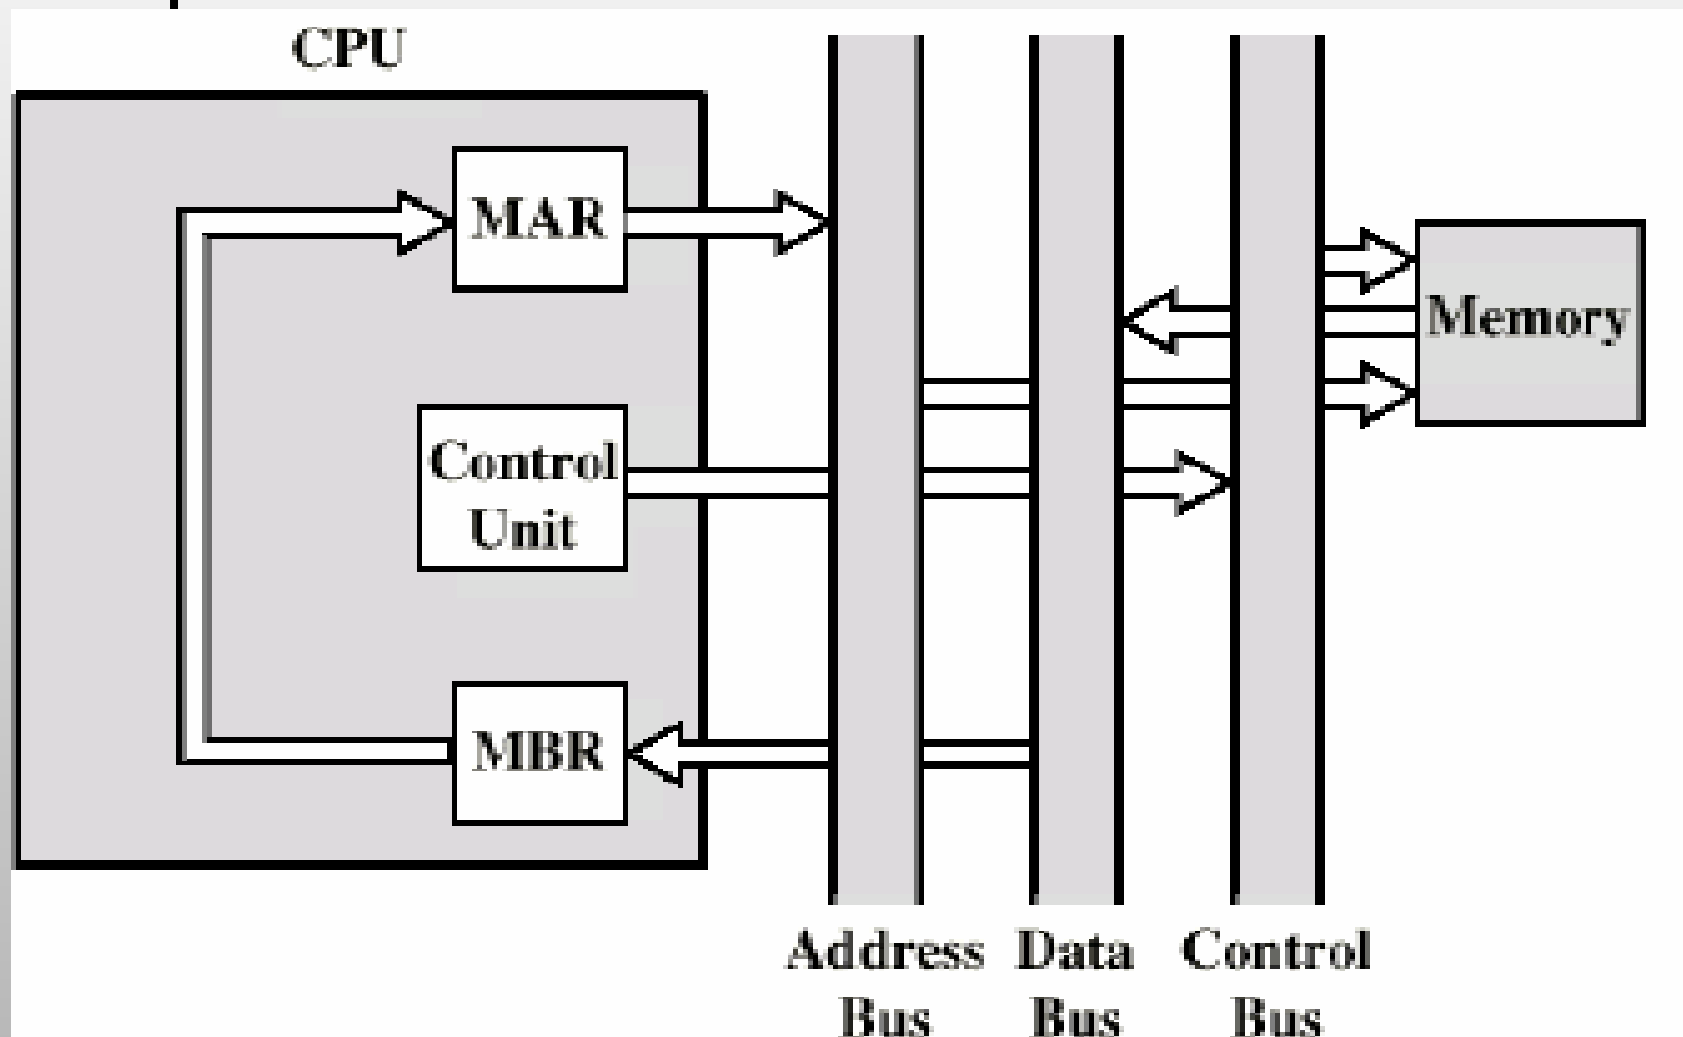 CPU
MAR
Memory
Control
Unit
MBR
Address Data Control
Bus Bus Bus